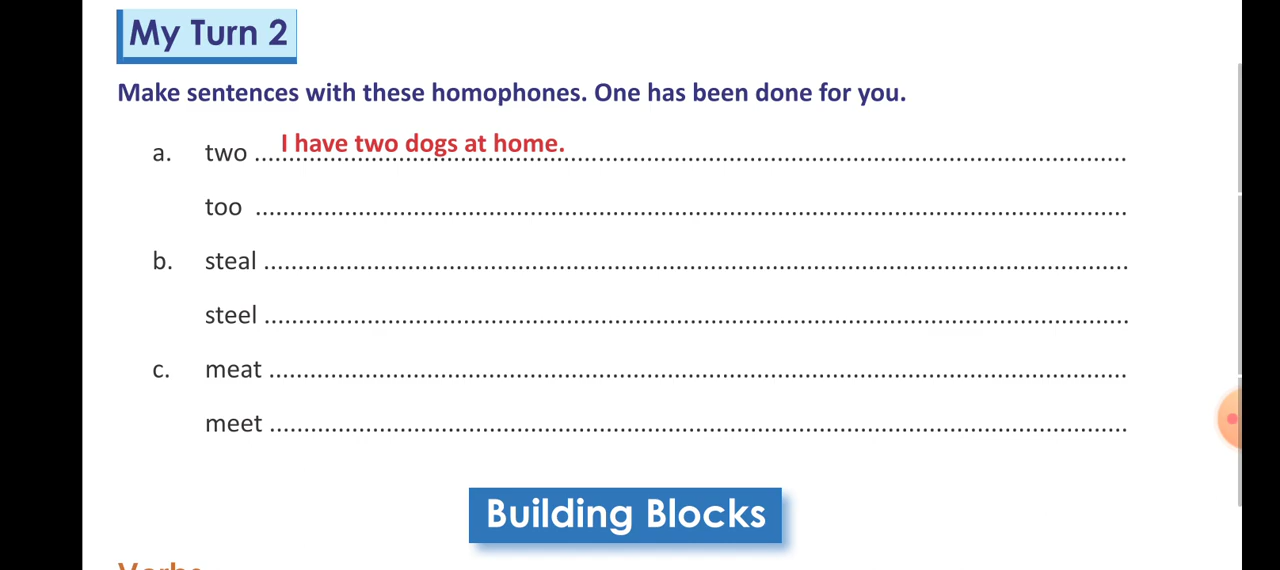 My Turn 2
Make sentences with these homophones. One has been done for you.
a. two ..... I have two dogs at home. .....
too .....
b. steal .....
steel .....
c. meat .....
meet .....
Building Blocks
Verbs